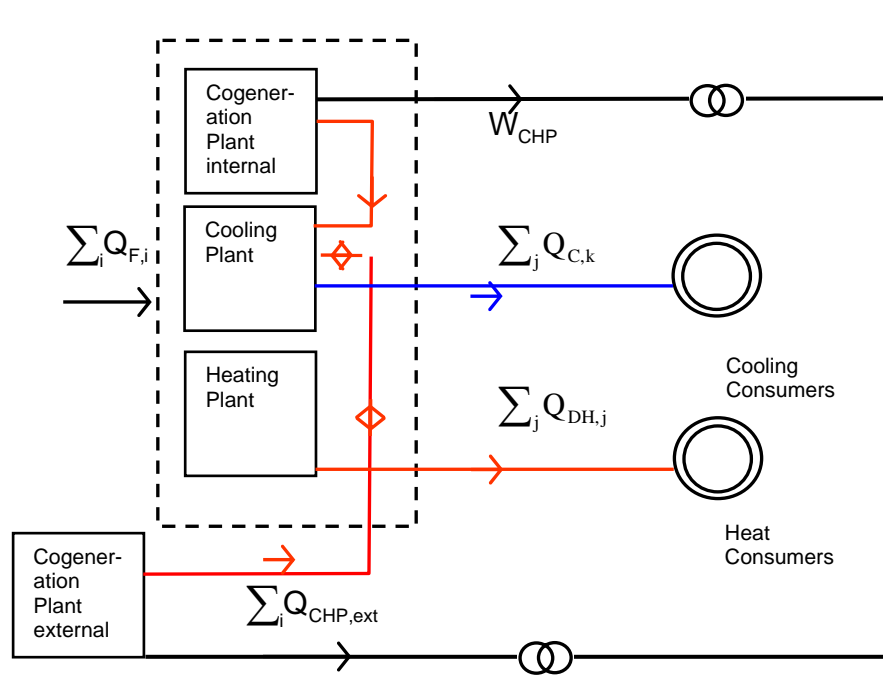 Cogener-
ation
Plant
internal
W_CHP
∑_i Q_F,i
Cooling
Plant
∑_j Q_C,k
Cooling
Consumers
Heating
Plant
∑_j Q_DH,j
Heat
Consumers
Cogener-
ation
Plant
external
∑_i Q_CHP,ext